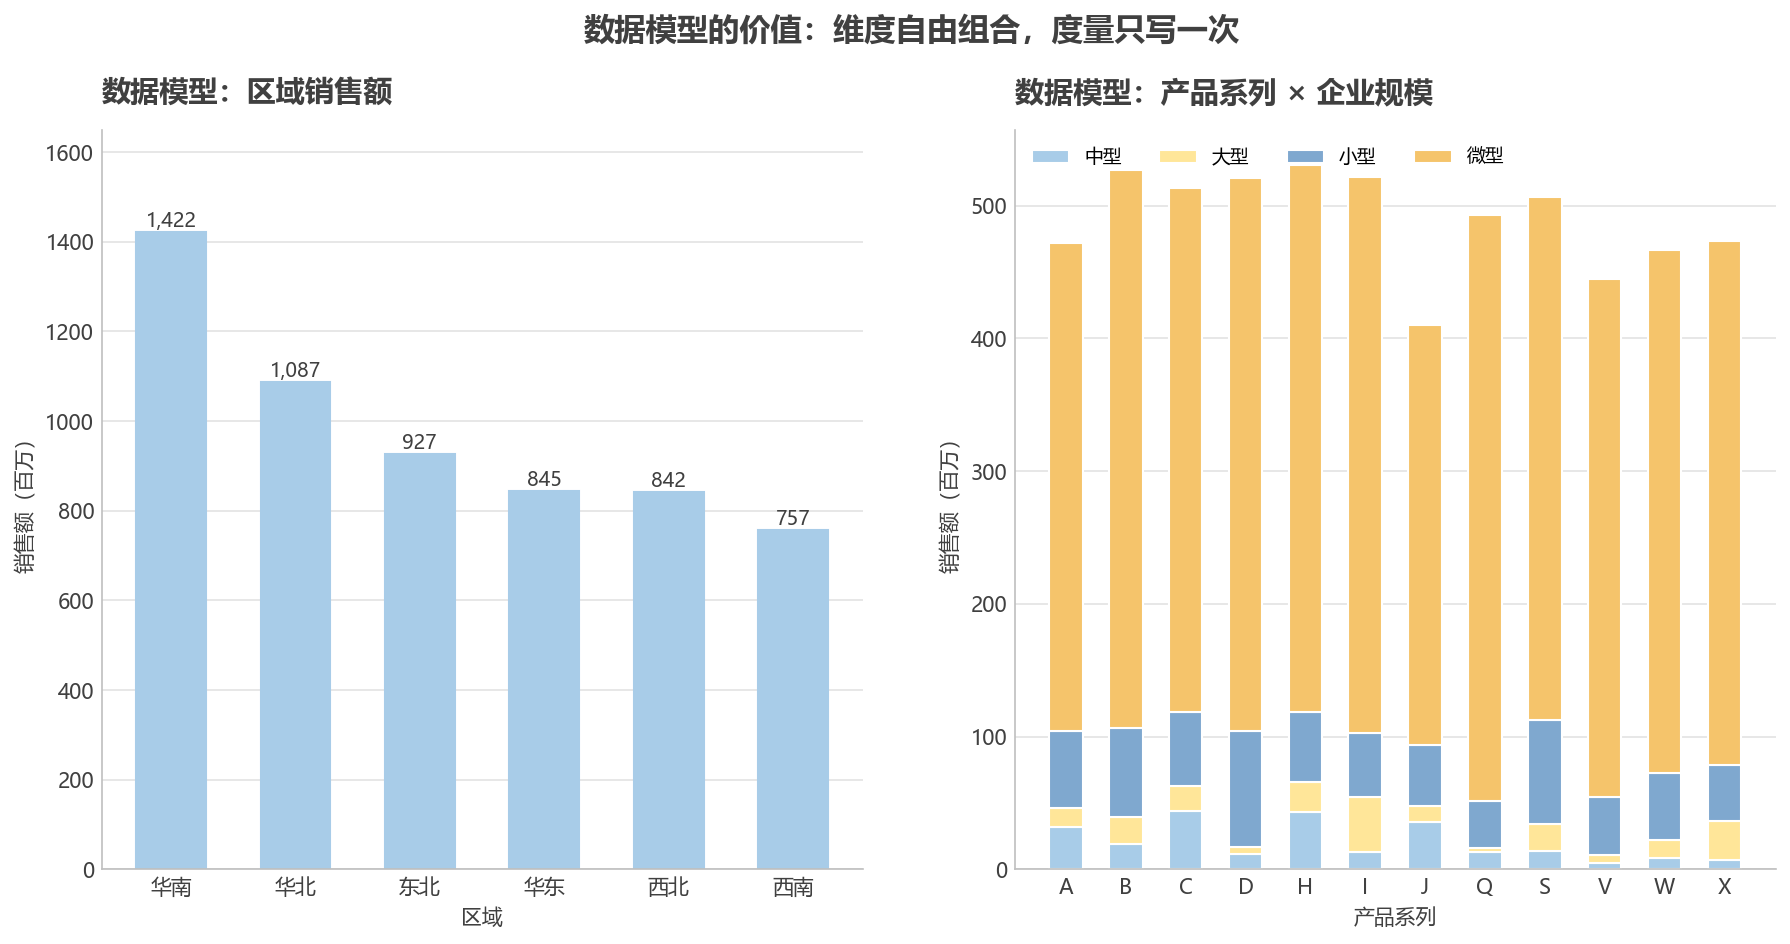 数据模型的价值：维度自由组合，度量只写一次
数据模型：区域销售额
销售额（百万）
1600
1400
1200
1000
800
600
400
200
0
1,422
1,087
927
845
842
757
华南 华北 东北 华东 西北 西南
区域
数据模型：产品系列 × 企业规模
中型 大型 小型 微型
销售额（百万）
500
400
300
200
100
0
A B C D H I J Q S V W X
产品系列